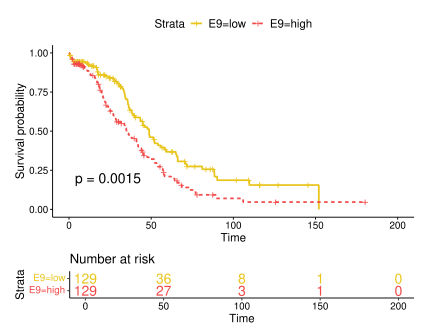 Strata E9=low E9=high
1.00
0.75
0.50
0.25
0.00
Survival probability
p = 0.0015
0 50 100 150 200
Time
Number at risk
Strata
E9=low 129 36 8 1 0
E9=high 129 27 3 1 0
0 50 100 150 200
Time